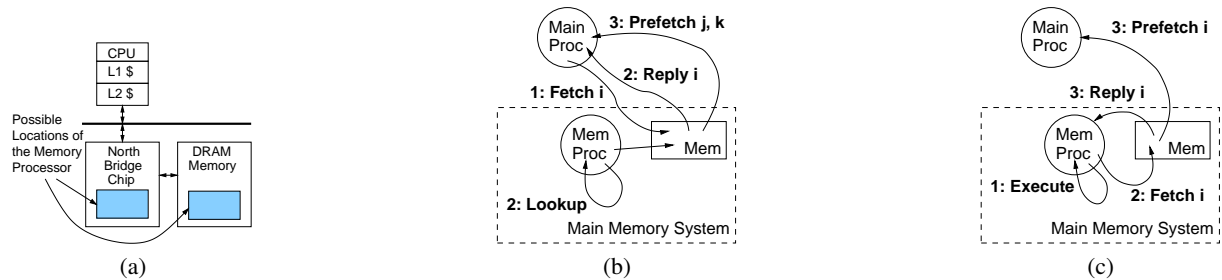 CPU
L1 $
L2 $
Possible
Locations of
the Memory
Processor
North
Bridge
Chip
DRAM
Memory
(a)
Main
Proc
3: Prefetch j, k
2: Reply i
1: Fetch i
Mem
Proc
Mem
2: Lookup
Main Memory System
(b)
Main
Proc
3: Prefetch i
3: Reply i
Mem
Proc
Mem
1: Execute
2: Fetch i
Main Memory System
(c)